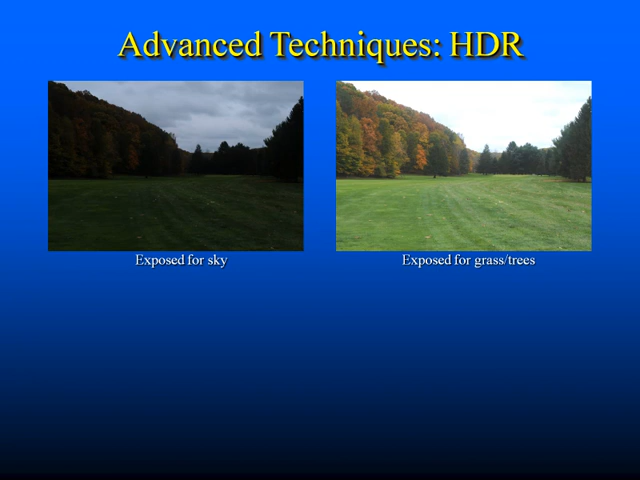 Advanced Techniques: HDR
Exposed for sky
Exposed for grass/trees